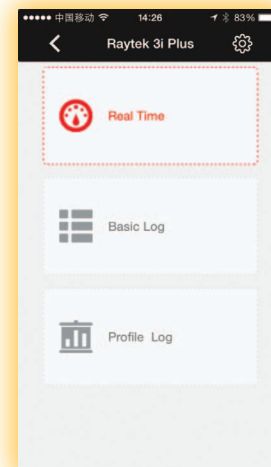 中国移动 14:26 83%
Raytek 3i Plus
Real Time
Basic Log
Profile Log